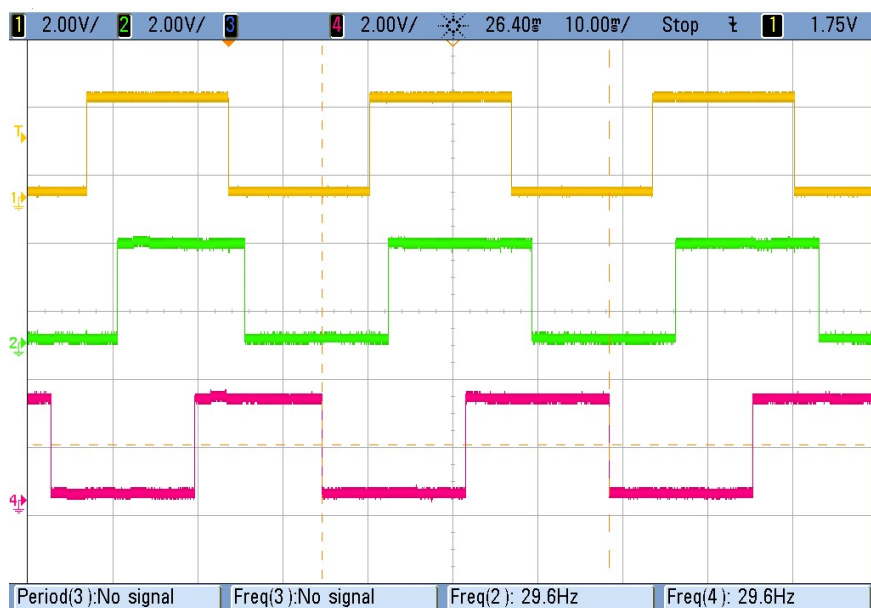 1 2.00V/ 2 2.00V/ 3 4 2.00V/ 26.40ms 10.00ms/ Stop 1 1.75V
T
1
2
4
Period(3):No signal Freq(3):No signal Freq(2): 29.6Hz Freq(4): 29.6Hz